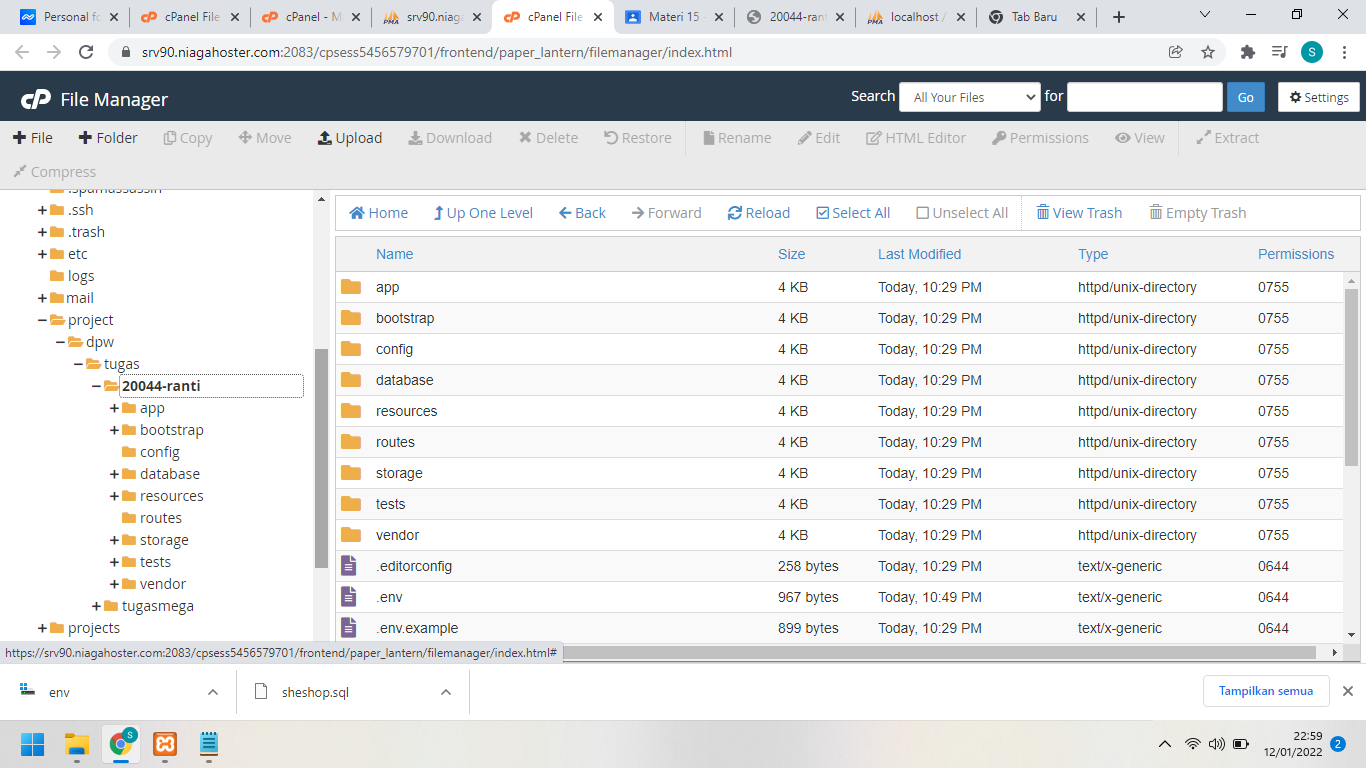 Personal fo
cPanel File
cPanel - M
srv90.niaga
cPanel File
Materi 15 -
20044-rant
localhost /
Tab Baru
srv90.niagahoster.com:2083/cpsess5456579701/frontend/paper_lantern/filemanager/index.html
S
cP File Manager
Search All Your Files for Go Settings
File Folder Copy Move Upload Download Delete Restore Rename Edit HTML Editor Permissions View Extract
Compress
.spamassassin
.ssh
.trash
etc
logs
mail
project
dpw
tugas
20044-ranti
app
bootstrap
config
database
resources
routes
storage
tests
vendor
tugasmega
projects
Home Up One Level Back Forward Reload Select All Unselect All View Trash Empty Trash
Name Size Last Modified Type Permissions
app 4 KB Today, 10:29 PM httpd/unix-directory 0755
bootstrap 4 KB Today, 10:29 PM httpd/unix-directory 0755
config 4 KB Today, 10:29 PM httpd/unix-directory 0755
database 4 KB Today, 10:29 PM httpd/unix-directory 0755
resources 4 KB Today, 10:29 PM httpd/unix-directory 0755
routes 4 KB Today, 10:29 PM httpd/unix-directory 0755
storage 4 KB Today, 10:29 PM httpd/unix-directory 0755
tests 4 KB Today, 10:29 PM httpd/unix-directory 0755
vendor 4 KB Today, 10:29 PM httpd/unix-directory 0755
.editorconfig 258 bytes Today, 10:29 PM text/x-generic 0644
.env 967 bytes Today, 10:49 PM text/x-generic 0644
.env.example 899 bytes Today, 10:29 PM text/x-generic 0644
https://srv90.niagahoster.com:2083/cpsess5456579701/frontend/paper_lantern/filemanager/index.html#
env
sheshop.sql
Tampilkan semua
S
22:59
12/01/2022
2